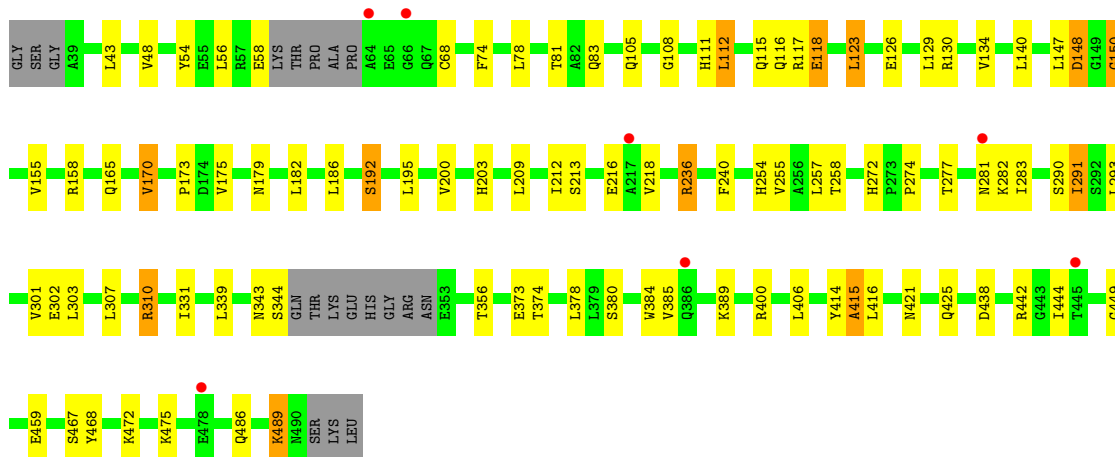 GLY SER GLY A39 L43 V48 Y54 E55 L56 R57 E58 LYS THR PRO ALA PRO A64 E65 G66 Q67 C68 F74 L78 T81 A82 Q83 Q105 G108 H111 L112 Q115 Q116 R117 E118 L123 E126 L129 R130 V134 L140 L147 D148 G149
V155 R158 Q165 V170 P173 D174 V175 N179 L182 L186 S192 L195 V200 H203 L209 I212 S213 E216 A217 V218 R236 F240 H254 V255 A256 L257 T258 H272 P273 P274 T277 N281 K282 I283 S290 I291 S292
V301 E302 L303 L307 R310 I331 L339 N343 S344 GLN THR LYS GLU HIS GLY ARG ASN E353 T356 E373 T374 L378 L379 S380 W384 V385 Q386 K389 R400 L406 Y414 A415 L416 N421 Q425 D438 R442 G443 I444 T445
E459 S467 Y468 K472 K475 E478 Q486 K489 N490 SER LYS LEU